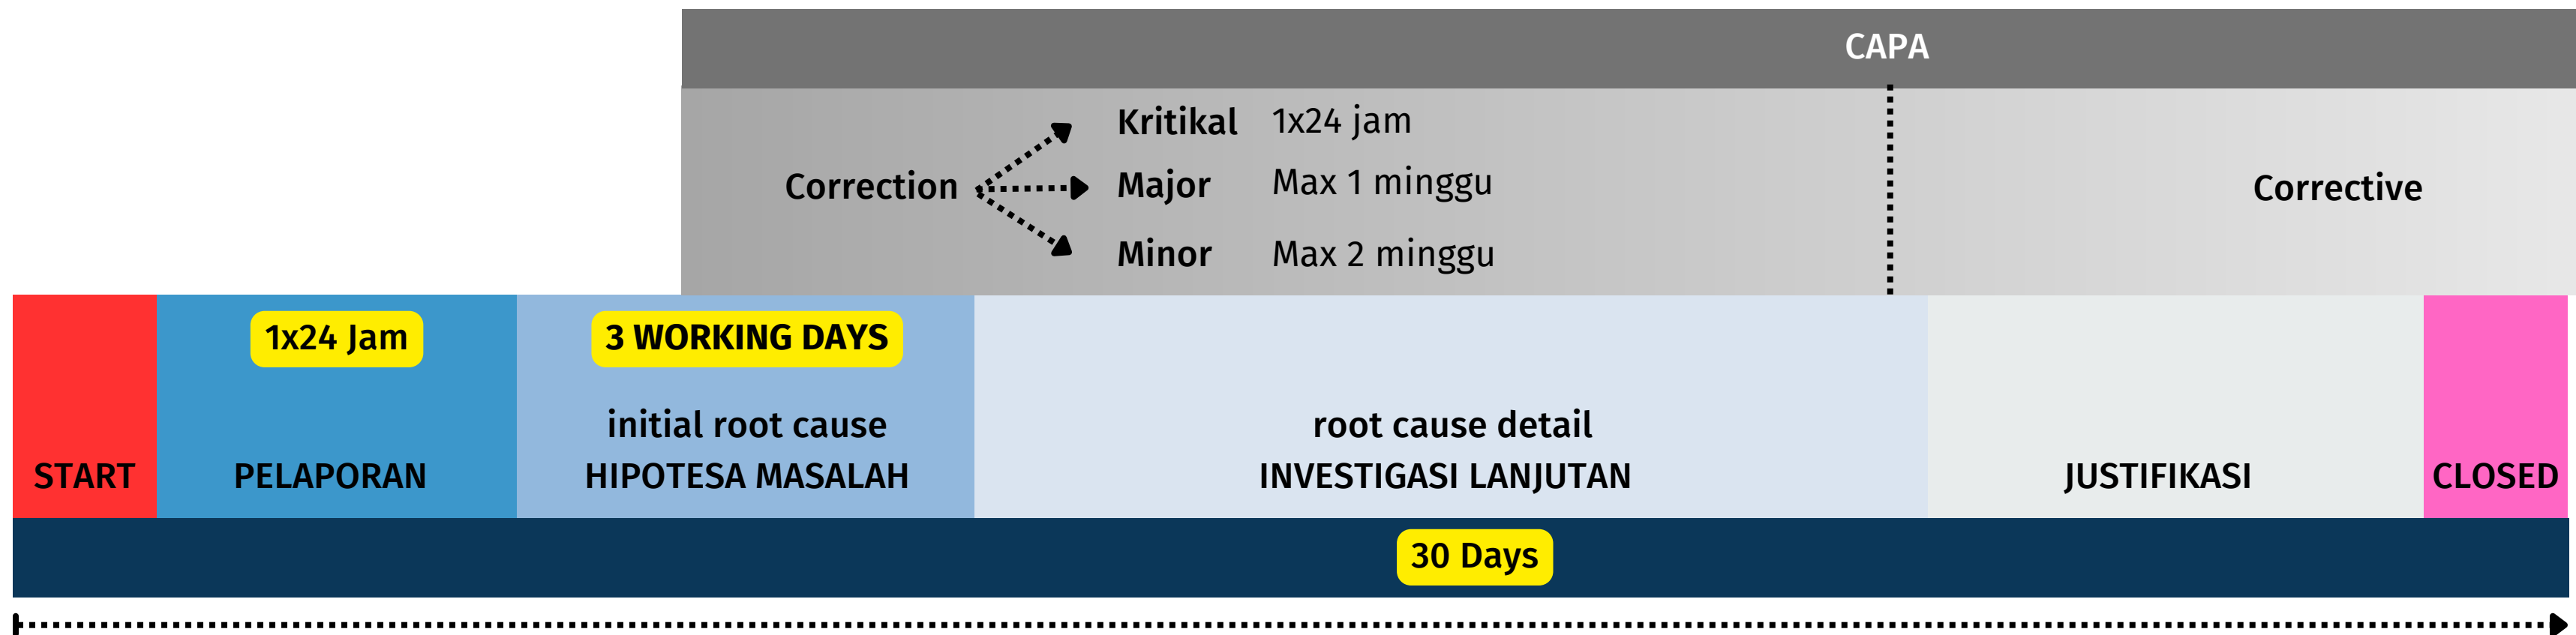 CAPA
Correction
Kritikal 1x24 jam
Major Max 1 minggu
Minor Max 2 minggu
Corrective
1x24 Jam
3 WORKING DAYS
START
PELAPORAN
initial root cause
HIPOTESA MASALAH
root cause detail
INVESTIGASI LANJUTAN
JUSTIFIKASI
CLOSED
30 Days